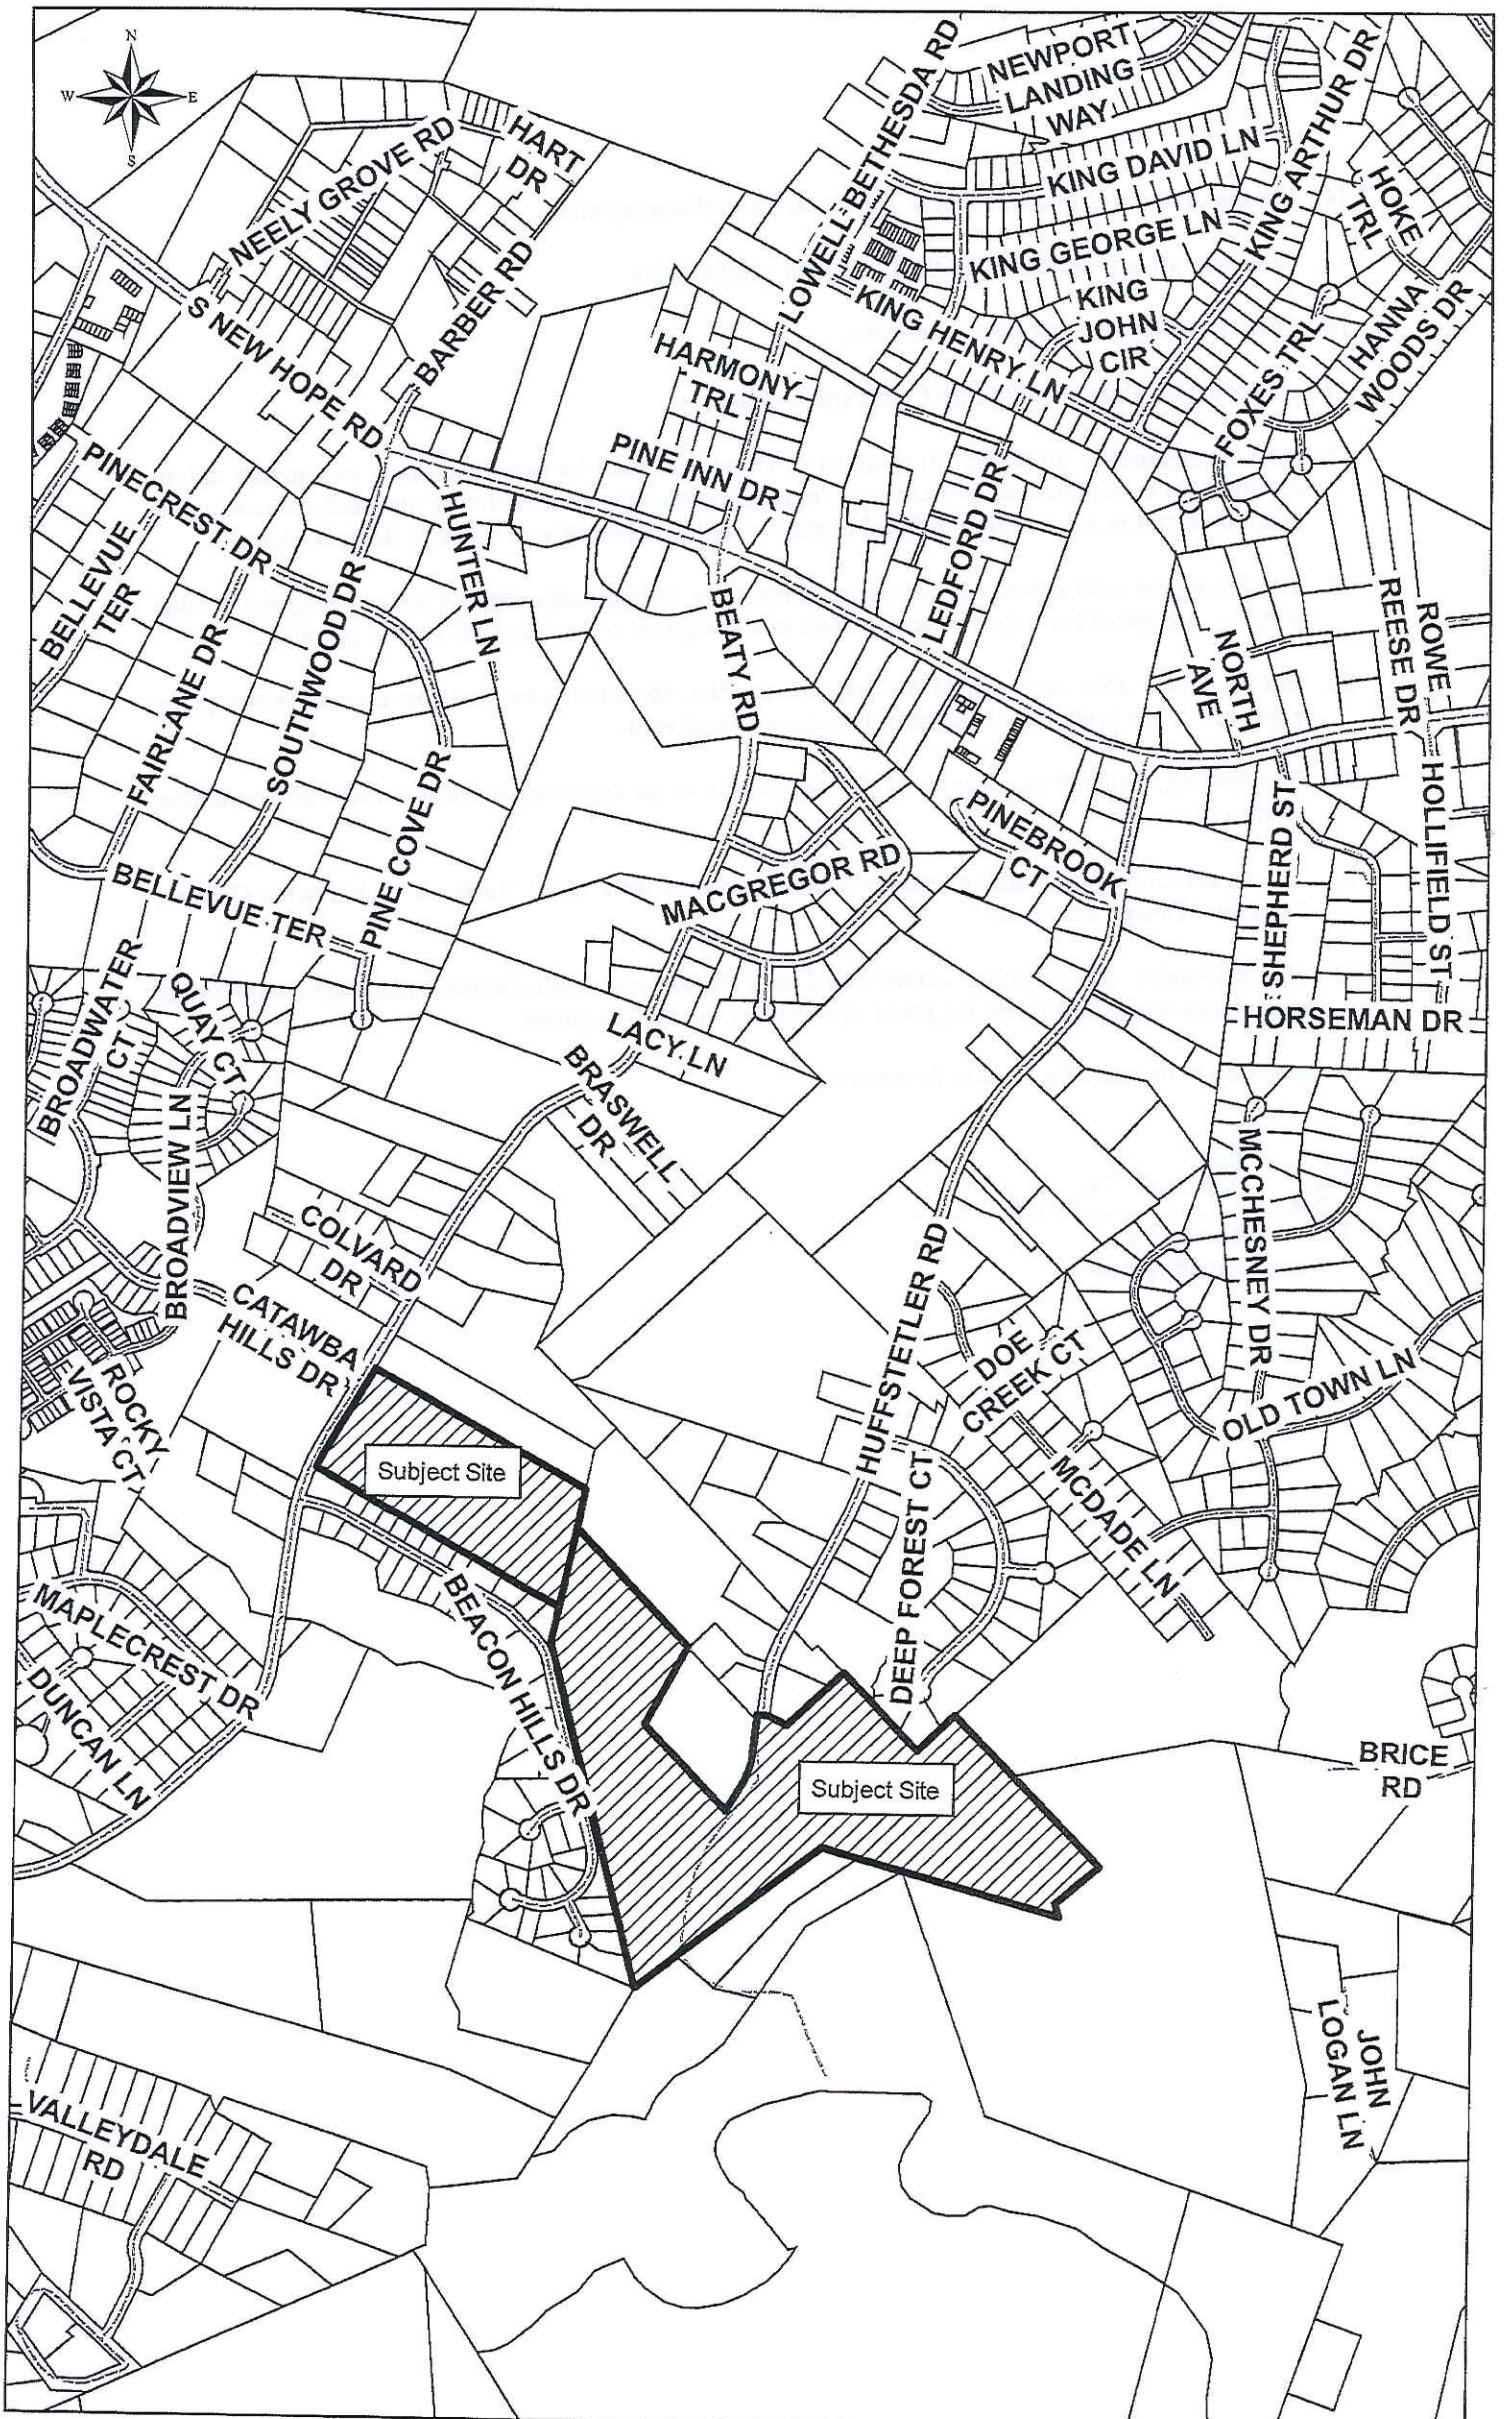 N
W
E
S
NEWPORT
LANDING
WAY
LOWELL BETHESDA RD
KING DAVID LN
KING ARTHUR DR
HOKE
TRL
HART
DR
NEELY GROVE RD
KING GEORGE LN
BARBER RD
KING HENRY LN
KING
JOHN
CIR
HANNA
WOODS DR
S NEW HOPE RD
HARMONY
TRL
FOXES TRL
PINE INN DR
PINECREST DR
HUNTER LN
LEDFORD DR
BELLEVUE
TER
BEATY RD
NORTH
AVE
REESE DR
ROWE
FAIRLANE DR
SOUTHWOOD DR
PINE COVE DR
PINEBROOK
CT
SHEPHERD ST
HOLLIFIELD ST
MACGREGOR RD
BELLEVUE TER
BROADWATER
CT
QUAY CT
LACY LN
HORSEMAN DR
BRASWELL
DR
BROADVIEW LN
MCCHESNEY DR
COLVARD
DR
CATAWBA
HILLS DR
HUFFSTETLER RD
DOE
CREEK CT
ROCKY
VISTA CT
OLD TOWN LN
Subject Site
DEEP FOREST CT
MCDADE LN
MAPLECREST DR
BEACON HILLS DR
DUNCAN LN
Subject Site
BRICE
RD
JOHN
LOGAN LN
VALLEYDALE
RD